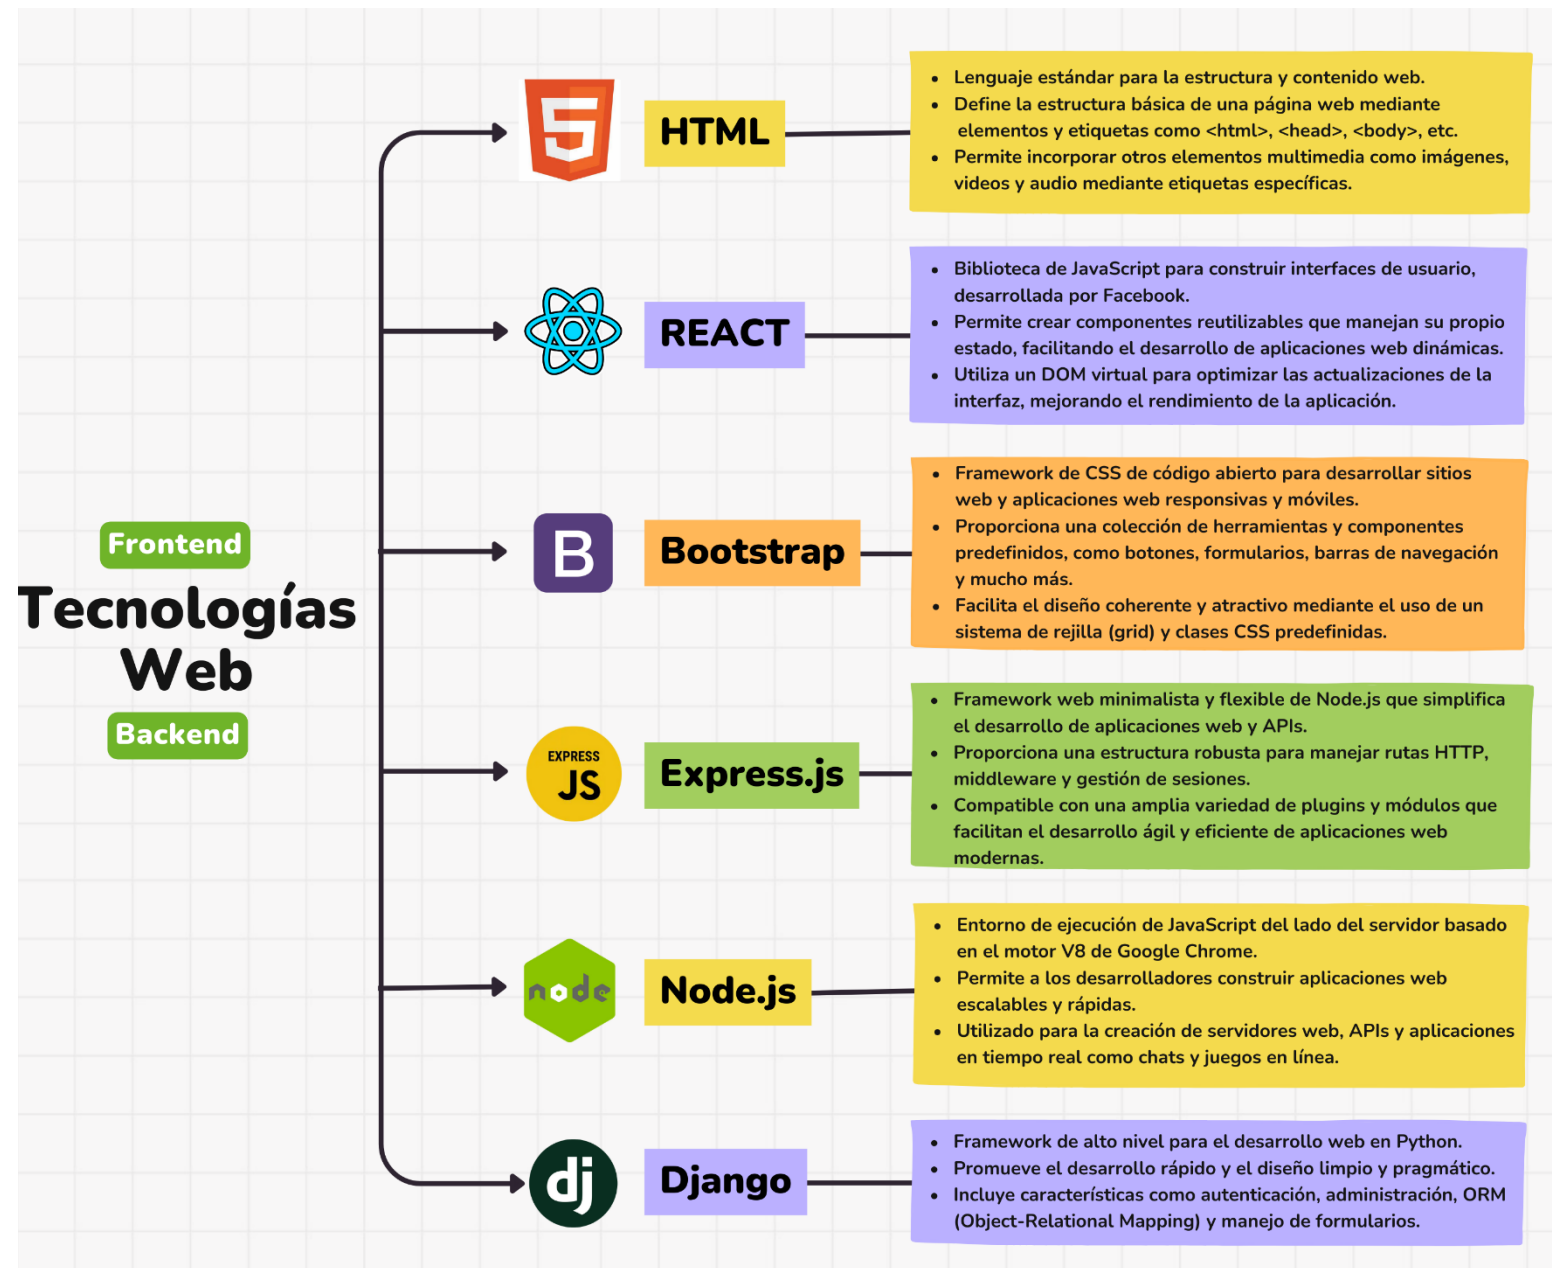 Frontend
Tecnologías
Web
Backend
HTML
• Lenguaje estándar para la estructura y contenido web.
• Define la estructura básica de una página web mediante
elementos y etiquetas como <html>, <head>, <body>, etc.
• Permite incorporar otros elementos multimedia como imágenes,
videos y audio mediante etiquetas específicas.
REACT
• Biblioteca de JavaScript para construir interfaces de usuario,
desarrollada por Facebook.
• Permite crear componentes reutilizables que manejan su propio
estado, facilitando el desarrollo de aplicaciones web dinámicas.
• Utiliza un DOM virtual para optimizar las actualizaciones de la
interfaz, mejorando el rendimiento de la aplicación.
B
Bootstrap
• Framework de CSS de código abierto para desarrollar sitios
web y aplicaciones web responsivas y móviles.
• Proporciona una colección de herramientas y componentes
predefinidos, como botones, formularios, barras de navegación
y mucho más.
• Facilita el diseño coherente y atractivo mediante el uso de un
sistema de rejilla (grid) y clases CSS predefinidas.
EXPRESS
JS
Express.js
• Framework web minimalista y flexible de Node.js que simplifica
el desarrollo de aplicaciones web y APIs.
• Proporciona una estructura robusta para manejar rutas HTTP,
middleware y gestión de sesiones.
• Compatible con una amplia variedad de plugins y módulos que
facilitan el desarrollo ágil y eficiente de aplicaciones web
modernas.
node
Node.js
• Entorno de ejecución de JavaScript del lado del servidor basado
en el motor V8 de Google Chrome.
• Permite a los desarrolladores construir aplicaciones web
escalables y rápidas.
• Utilizado para la creación de servidores web, APIs y aplicaciones
en tiempo real como chats y juegos en línea.
dj
Django
• Framework de alto nivel para el desarrollo web en Python.
• Promueve el desarrollo rápido y el diseño limpio y pragmático.
• Incluye características como autenticación, administración, ORM
(Object-Relational Mapping) y manejo de formularios.